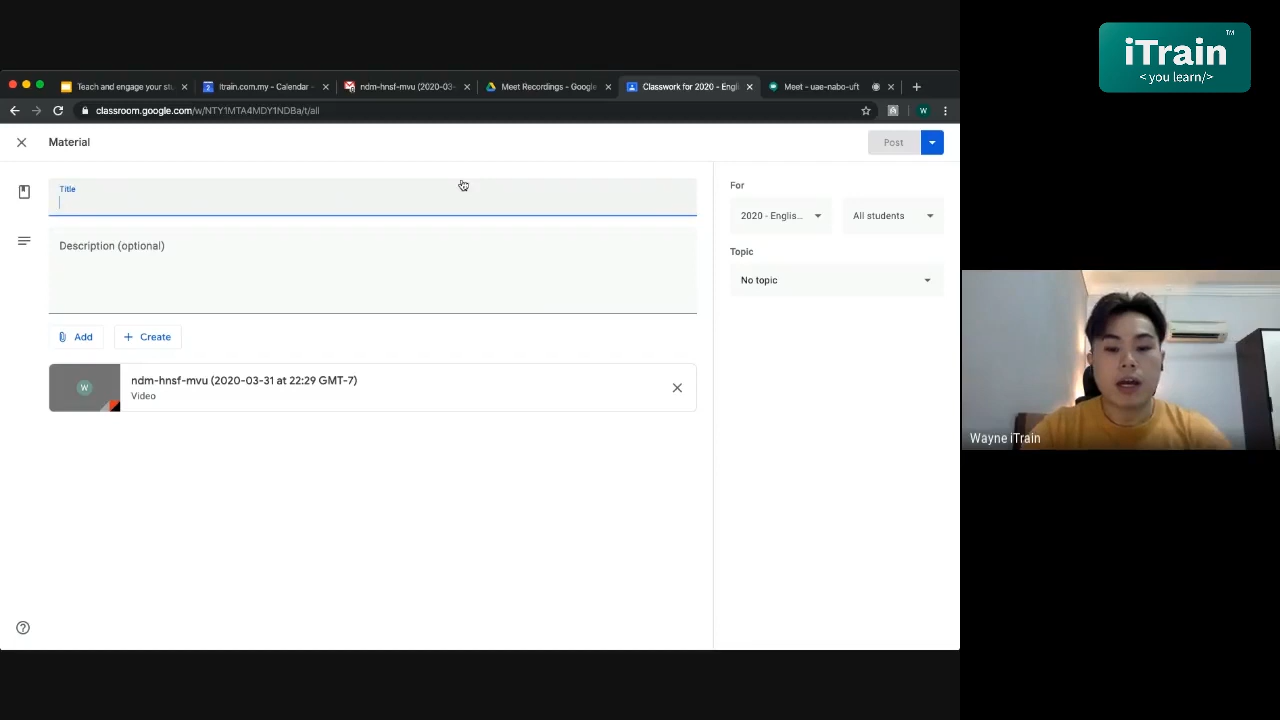 iTrain™
<you learn/>
Teach and engage your stu
Itrain.com.my - Calendar -
ndm-hnsf-mvu (2020-03-
Meet Recordings - Google
Classwork for 2020 - Engli
Meet - uae-nabo-uft
classroom.google.com/w/NTY1MTA4MDY1NDBa/t/all
W
Material
Post
Title
Description (optional)
Add
Create
W
ndm-hnsf-mvu (2020-03-31 at 22:29 GMT-7)
Video
For
2020 - Englis...
All students
Topic
No topic
Wayne iTrain